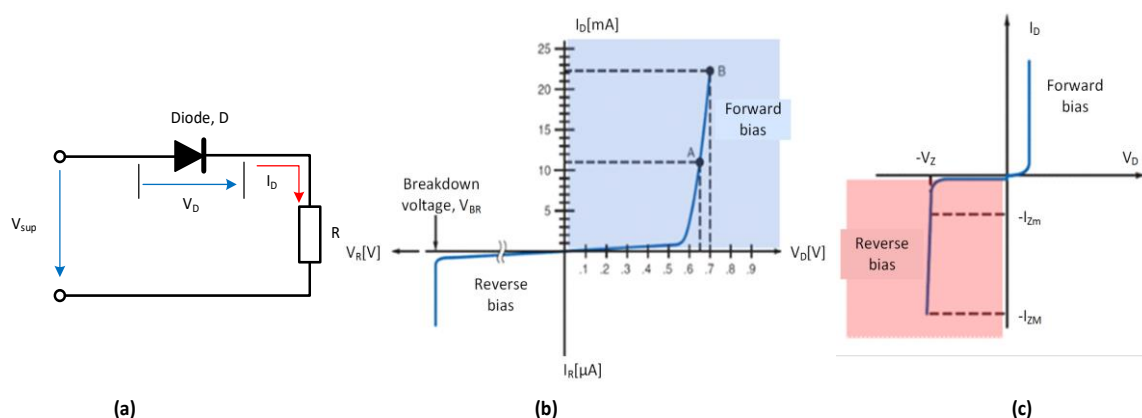 Diode, D
V_D
I_D
V_sup
R
(a)
I_D[mA]
25
20
15
10
5
B
A
Forward
bias
Breakdown
voltage, V_BR
V_R[V]
V_D[V]
.1 .2 .3 .4 .5 .6 .7 .8 .9
Reverse
bias
I_R[µA]
(b)
I_D
Forward
bias
-V_Z
V_D
-I_Zm
Reverse
bias
-I_ZM
(c)